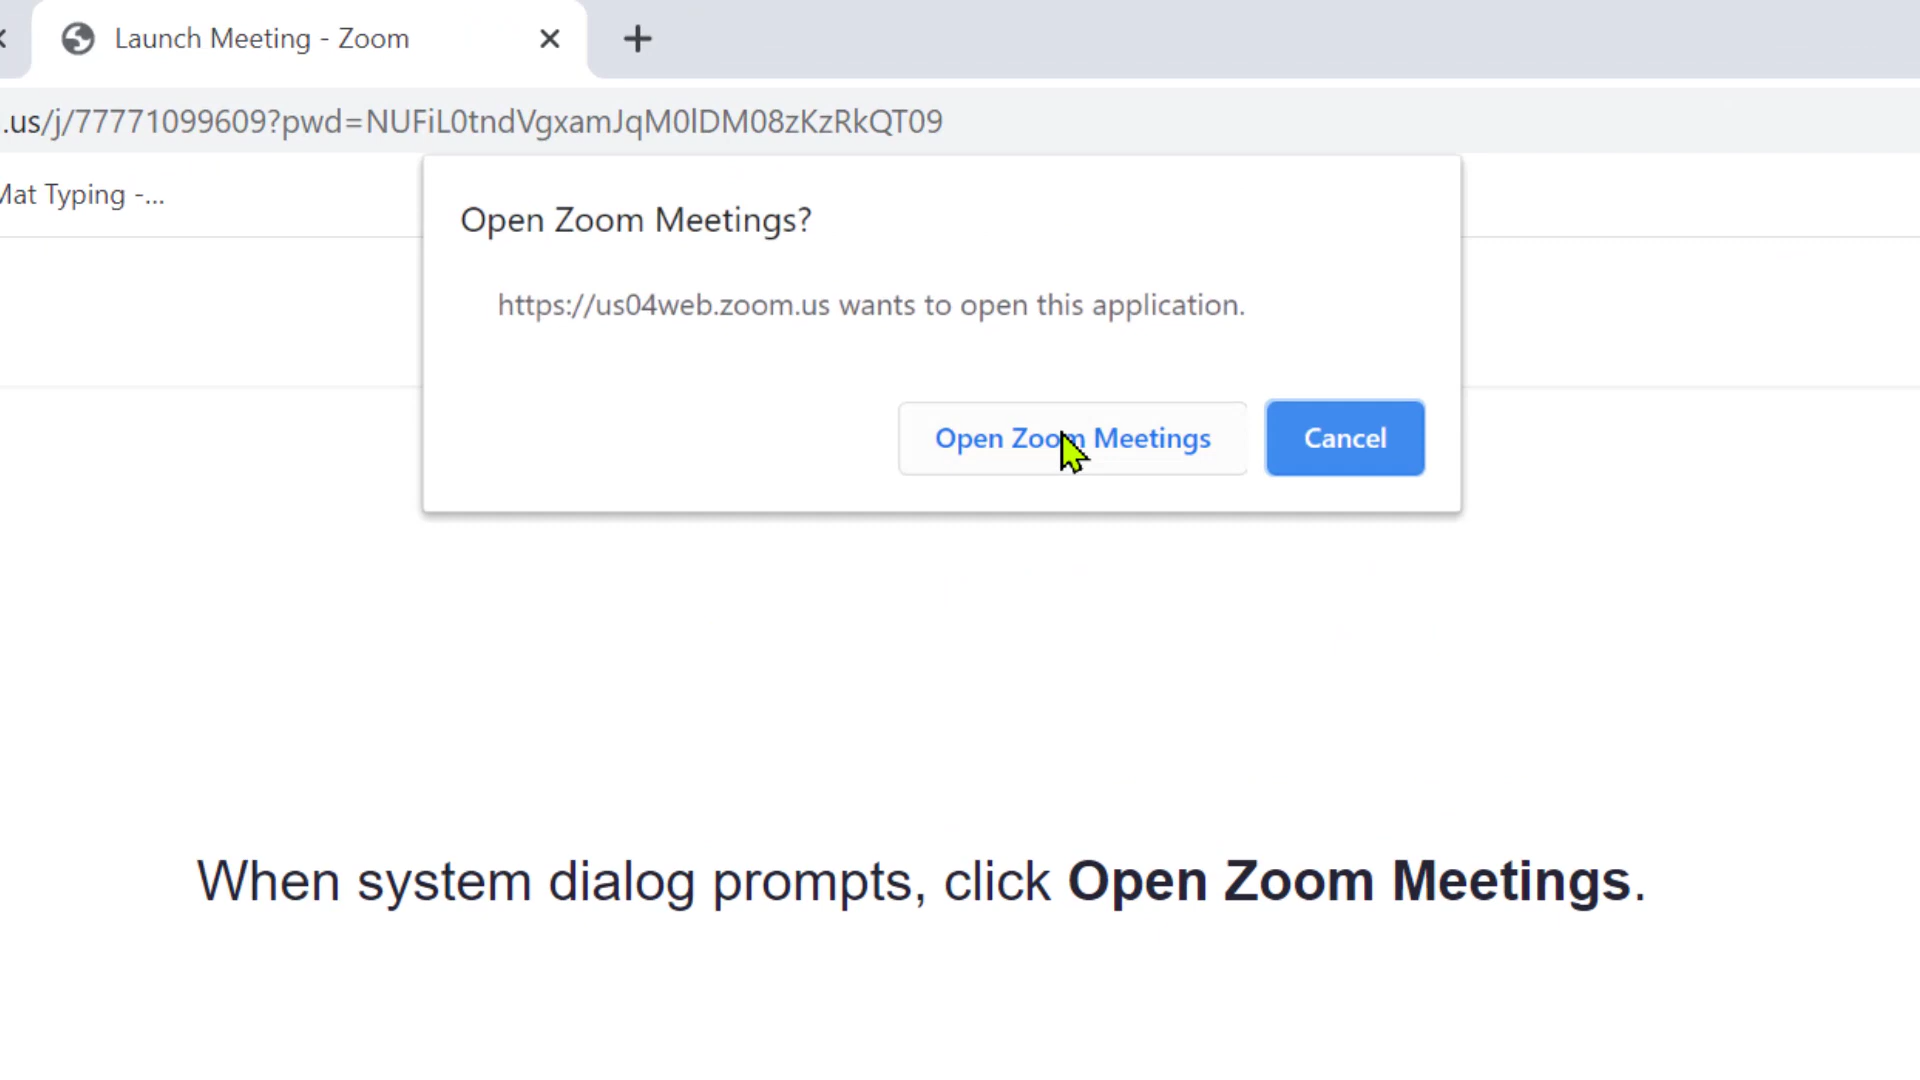 Launch Meeting - Zoom
.us/j/77771099609?pwd=NUFiL0tndVgxamJqM0lDM08zKzRkQT09
Mat Typing -...
Open Zoom Meetings?
https://us04web.zoom.us wants to open this application.
Open Zoom Meetings
Cancel
When system dialog prompts, click Open Zoom Meetings.